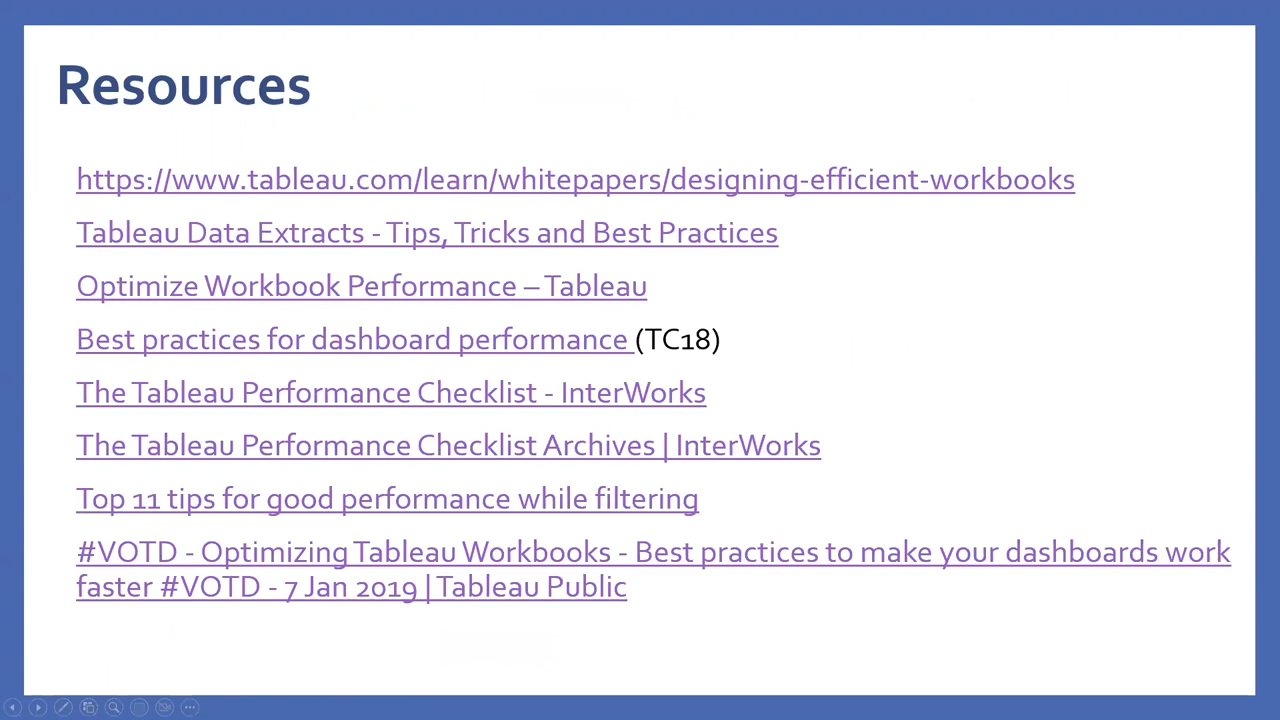 Resources
https://www.tableau.com/learn/whitepapers/designing-efficient-workbooks
Tableau Data Extracts - Tips, Tricks and Best Practices
Optimize Workbook Performance – Tableau
Best practices for dashboard performance (TC18)
The Tableau Performance Checklist - InterWorks
The Tableau Performance Checklist Archives | InterWorks
Top 11 tips for good performance while filtering
#VOTD - Optimizing Tableau Workbooks - Best practices to make your dashboards work
faster #VOTD - 7 Jan 2019 | Tableau Public